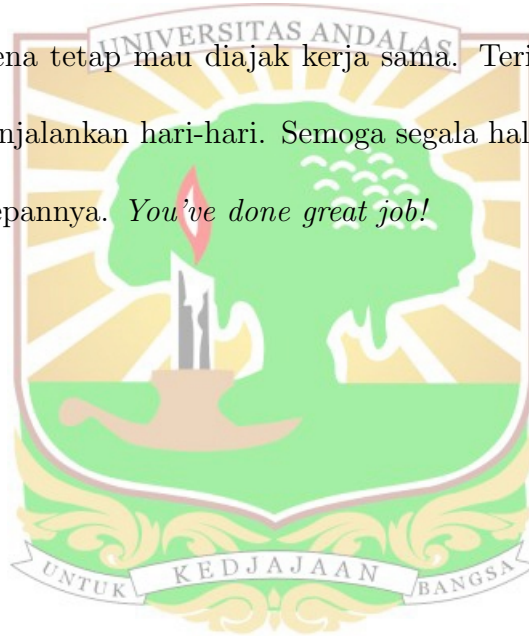 UNIVERSITAS ANDALAS
ena tetap mau diajak kerja sama. Teri
njalankan hari-hari. Semoga segala hal
epannya. You've done great job!
UNTUK KEDJAJAAN BANGSA